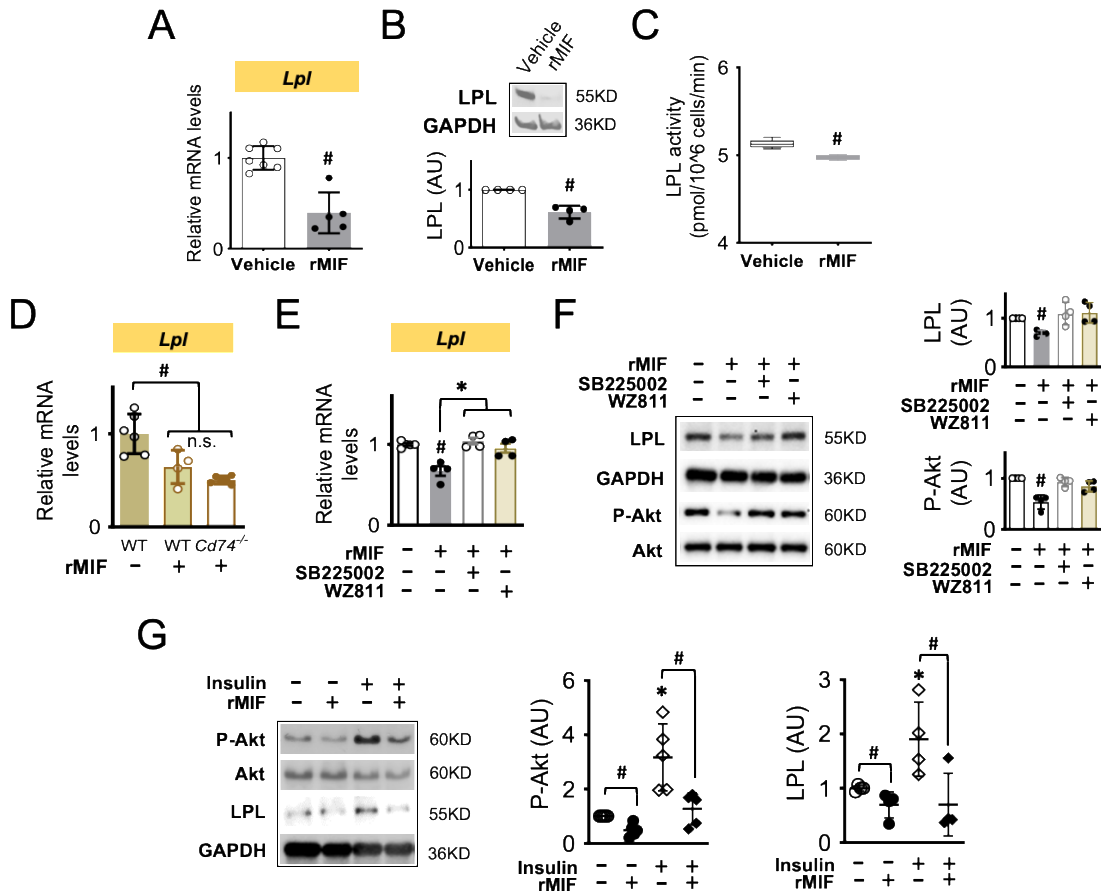 A
Lpl
Relative mRNA levels
1
0
#
Vehicle rMIF
B
Vehicle
rMIF
LPL 55KD
GAPDH 36KD
LPL (AU)
1
0
#
Vehicle rMIF
C
LPL activity
(pmol/10^6 cells/min)
6
5
4
#
Vehicle rMIF
D
Lpl
Relative mRNA
levels
1
0
#
n.s.
WT WT Cd74-/-
rMIF − + +
E
Lpl
Relative mRNA
levels
1
0
#
*
rMIF − + + +
SB225002 − − + −
WZ811 − − − +
F
rMIF − + + +
SB225002 − − + −
WZ811 − − − +
LPL 55KD
GAPDH 36KD
P-Akt 60KD
Akt 60KD
LPL
(AU)
1
0
#
rMIF − + + +
SB225002 − − + −
WZ811 − − − +
P-Akt
(AU)
1
0
#
rMIF − + + +
SB225002 − − + −
WZ811 − − − +
G
Insulin − − + +
rMIF − + − +
P-Akt 60KD
Akt 60KD
LPL 55KD
GAPDH 36KD
P-Akt (AU)
6
4
2
0
#
*
#
Insulin − − + +
rMIF − + − +
LPL (AU)
3
2
1
0
#
*
#
Insulin − − + +
rMIF − + − +